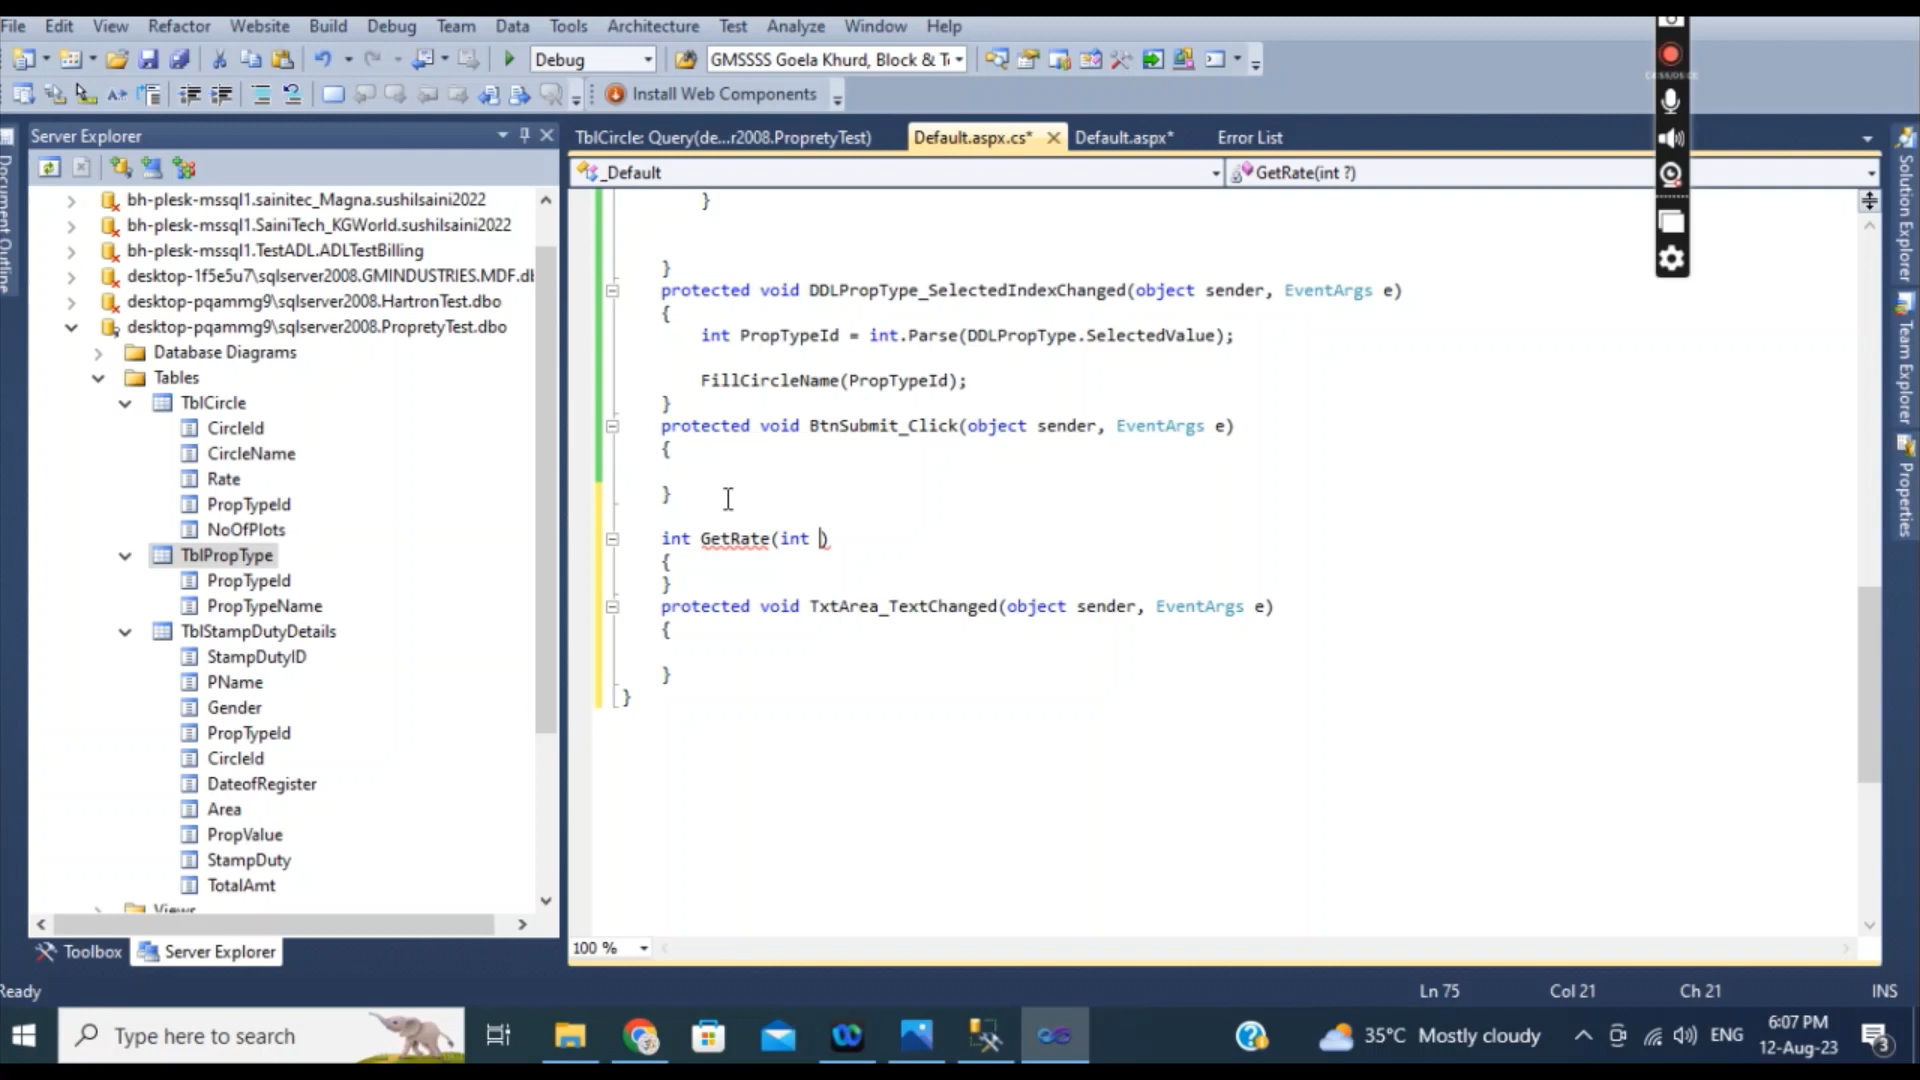 File Edit View Refactor Website Build Debug Team Data Tools Architecture Test Analyze Window Help
Debug GMSSSS Goela Khurd, Block & T
Install Web Components
Server Explorer
TblCircle: Query(de...r2008.PropretyTest) Default.aspx.cs* Default.aspx* Error List
_Default GetRate(int ?)
bh-plesk-mssql1.sainitec_Magna.sushilsaini2022
bh-plesk-mssql1.SainiTech_KGWorld.sushilsaini2022
bh-plesk-mssql1.TestADL.ADLTestBilling
desktop-1f5e5u7\sqlserver2008.GMINDUSTRIES.MDF.dl
desktop-pqammg9\sqlserver2008.HartronTest.dbo
desktop-pqammg9\sqlserver2008.PropretyTest.dbo
Database Diagrams
Tables
TblCircle
CircleId
CircleName
Rate
PropTypeId
NoOfPlots
TblPropType
PropTypeId
PropTypeName
TblStampDutyDetails
StampDutyID
PName
Gender
PropTypeId
CircleId
DateofRegister
Area
PropValue
StampDuty
TotalAmt
Views
Toolbox Server Explorer
}
}
protected void DDLPropType_SelectedIndexChanged(object sender, EventArgs e)
{
int PropTypeId = int.Parse(DDLPropType.SelectedValue);
FillCircleName(PropTypeId);
}
protected void BtnSubmit_Click(object sender, EventArgs e)
{
}
int GetRate(int )
{
}
protected void TxtArea_TextChanged(object sender, EventArgs e)
{
}
}
100 %
Document Outline
Solution Explorer
Team Explorer
Properties
Ready Ln 75 Col 21 Ch 21 INS
Type here to search
35°C Mostly cloudy ENG 6:07 PM
12-Aug-23 3